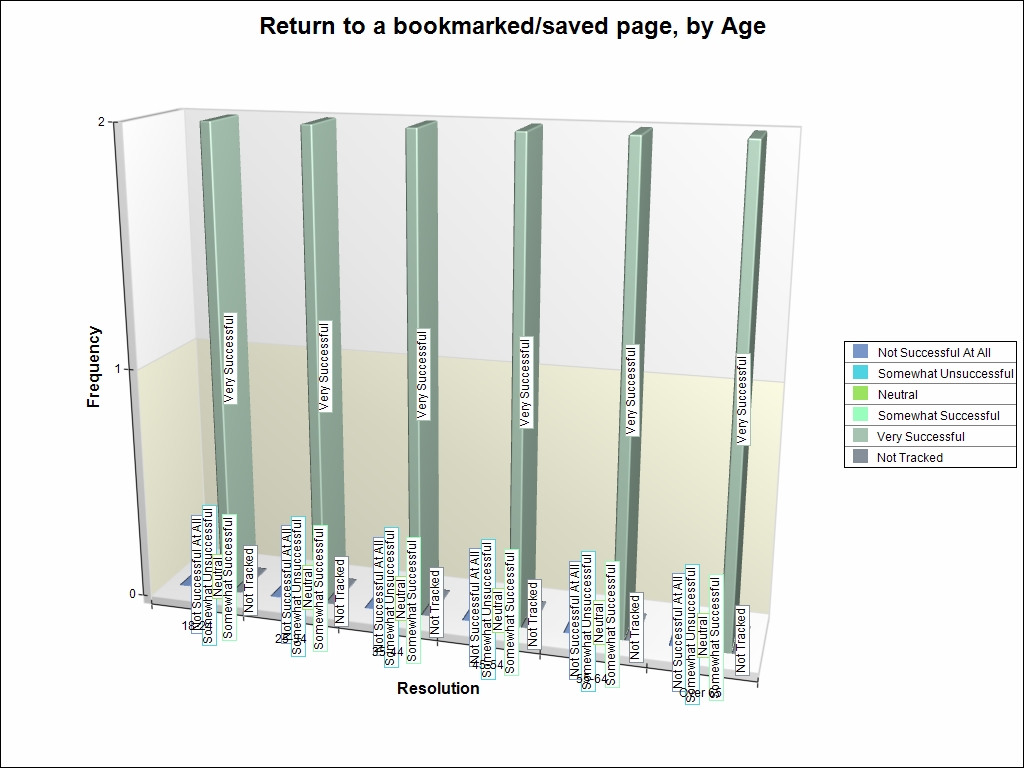 Return to a bookmarked/saved page, by Age
Frequency
2
1
0
Very Successful
Very Successful
Very Successful
Very Successful
Very Successful
Very Successful
Not Successful At All
Somewhat Unsuccessful
Neutral
Somewhat Successful
Not Tracked
Not Successful At All
Somewhat Unsuccessful
Neutral
Somewhat Successful
Not Tracked
Not Successful At All
Somewhat Unsuccessful
Neutral
Somewhat Successful
Not Tracked
Not Successful At All
Somewhat Unsuccessful
Neutral
Somewhat Successful
Not Tracked
Not Successful At All
Somewhat Unsuccessful
Neutral
Somewhat Successful
Not Tracked
Not Successful At All
Somewhat Unsuccessful
Neutral
Somewhat Successful
Not Tracked
18-24
35-44
45-54
55-64
Over 65
Resolution
Not Successful At All
Somewhat Unsuccessful
Neutral
Somewhat Successful
Very Successful
Not Tracked